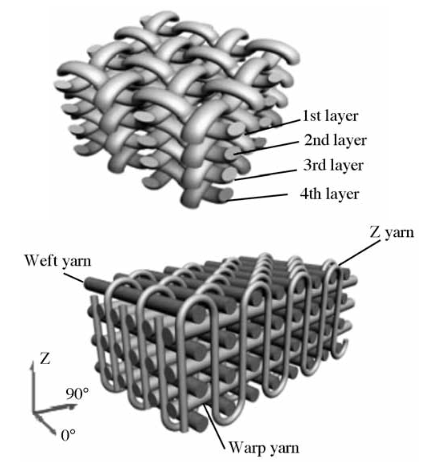 1st layer
2nd layer
3rd layer
4th layer
Z yarn
Weft yarn
Z
90°
0°
Warp yarn